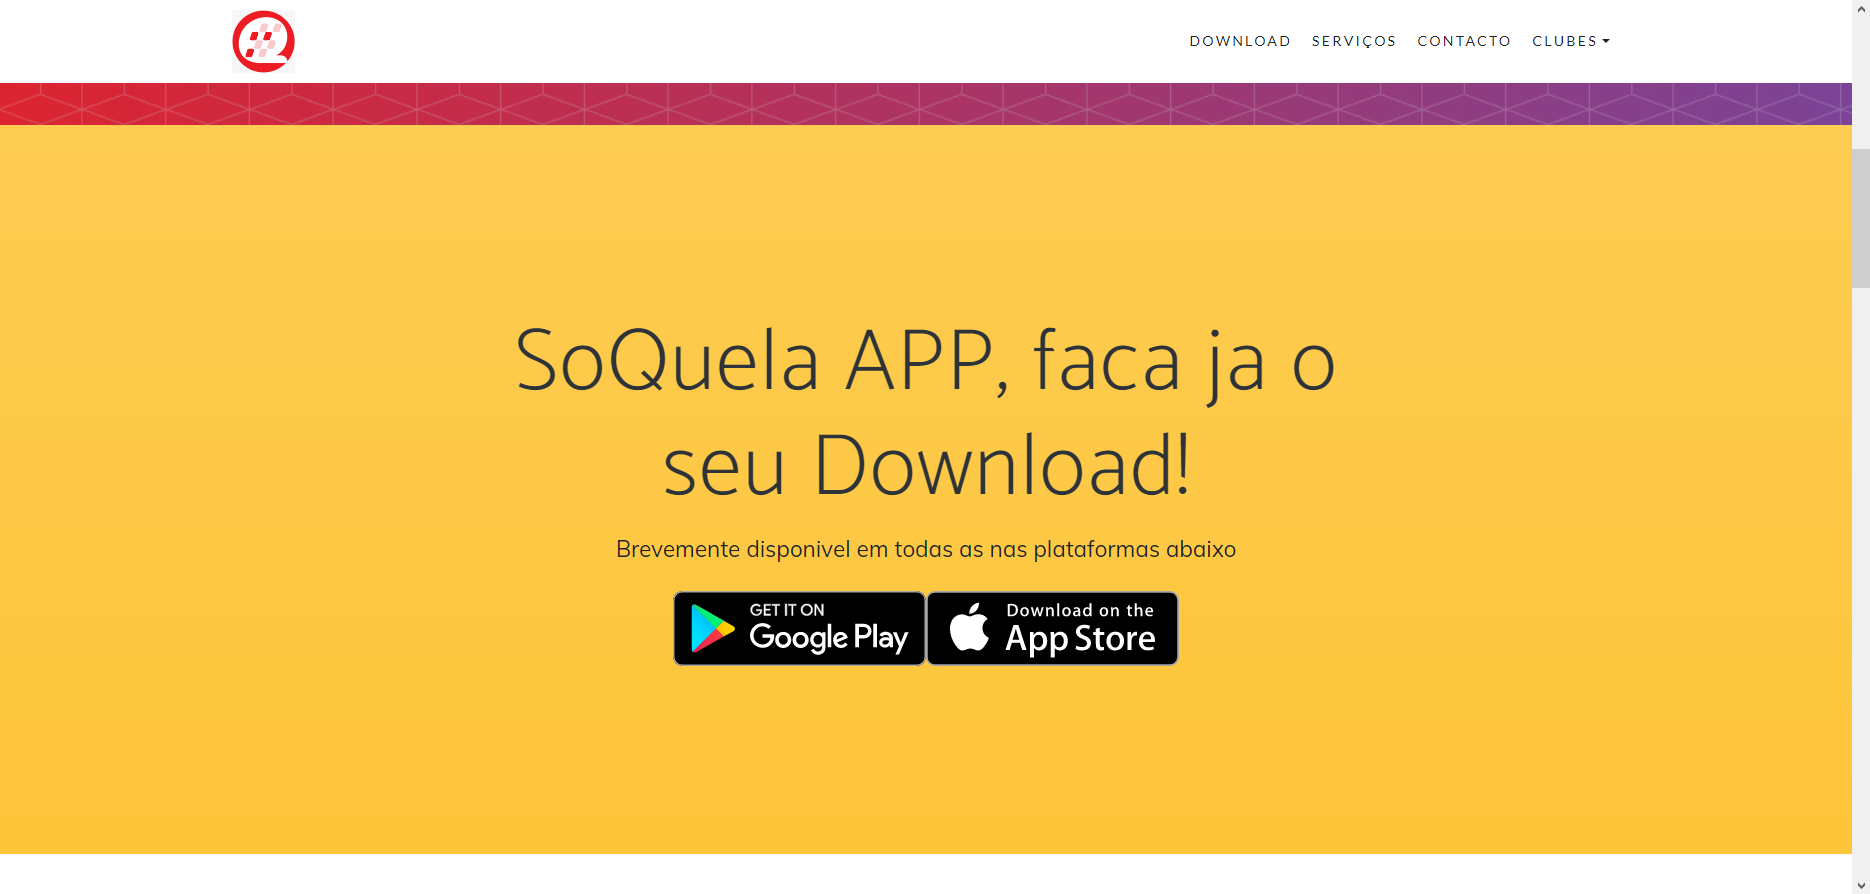 DOWNLOAD SERVIÇOS CONTACTO CLUBES
SoQuela APP, faca ja o
seu Download!
Brevemente disponivel em todas as nas plataformas abaixo
GET IT ON
Google Play
Download on the
App Store